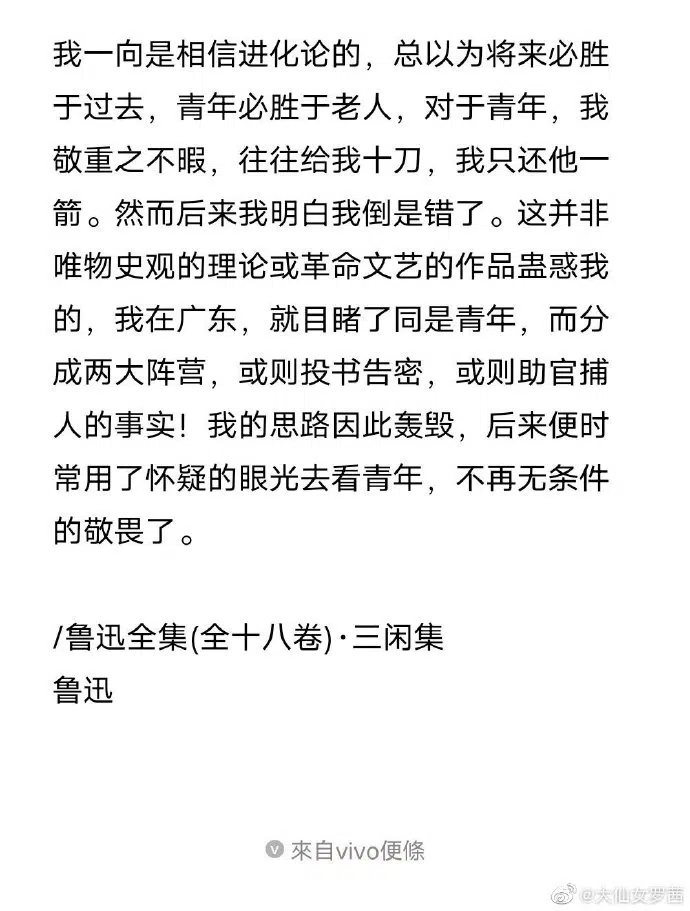 我一向是相信进化论的，总以为将来必胜
于过去，青年必胜于老人，对于青年，我
敬重之不暇，往往给我十刀，我只还他一
箭。然而后来我明白我倒是错了。这并非
唯物史观的理论或革命文艺的作品蛊惑我
的，我在广东，就目睹了同是青年，而分
成两大阵营，或则投书告密，或则助官捕
人的事实！我的思路因此轰毁，后来便时
常用了怀疑的眼光去看青年，不再无条件
的敬畏了。
/鲁迅全集(全十八卷)·三闲集
鲁迅
來自vivo便條
@大仙女罗茜